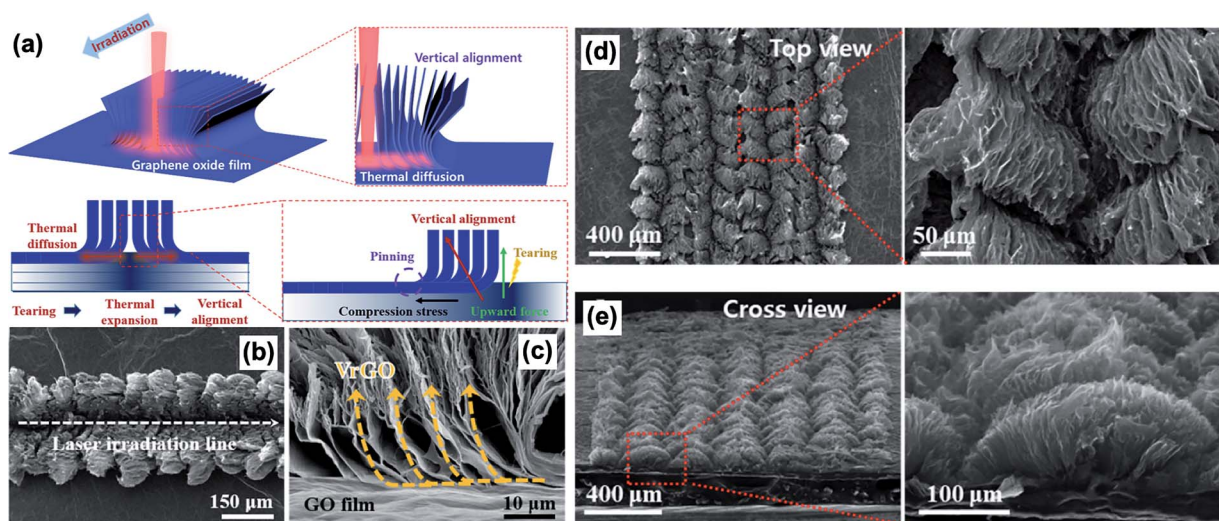 (a)
Irradiation
Graphene oxide film
Vertical alignment
Thermal diffusion
Thermal
diffusion
Tearing
Thermal
expansion
Vertical
alignment
Vertical alignment
Pinning
Tearing
Compression stress
Upward force
(b)
Laser irradiation line
150 μm
(c)
VrGO
GO film
10 μm
(d)
Top view
400 μm
50 μm
(e)
Cross view
400 μm
100 μm